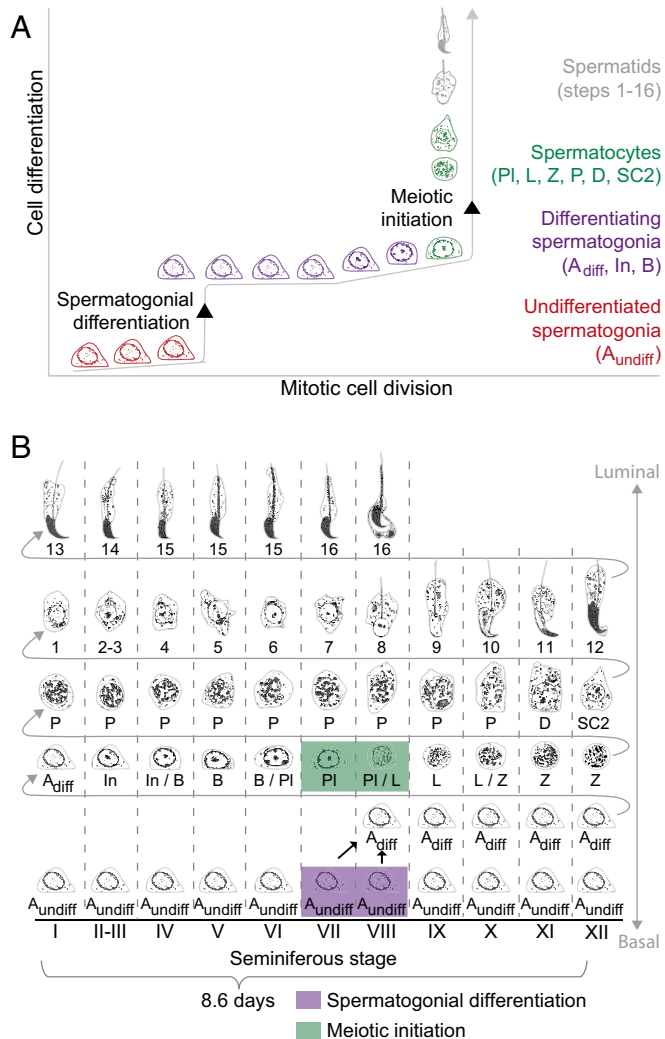 A
Cell differentiation
Spermatids
(steps 1-16)
Spermatocytes
(Pl, L, Z, P, D, SC2)
Meiotic
initiation
Differentiating
spermatogonia
(Adiff, In, B)
Spermatogonial
differentiation
Undifferentiated
spermatogonia
(Aundiff)
Mitotic cell division
B
Luminal
13 14 15 15 15 16 16
1 2-3 4 5 6 7 8 9 10 11 12
P P P P P P P P P D SC2
Adiff In In / B B B / Pl Pl Pl / L L L / Z Z Z
Adiff Adiff Adiff Adiff Adiff
Aundiff Aundiff Aundiff Aundiff Aundiff Aundiff Aundiff Aundiff Aundiff Aundiff Aundiff
I II-III IV V VI VII VIII IX X XI XII
Basal
Seminiferous stage
8.6 days
Spermatogonial differentiation
Meiotic initiation